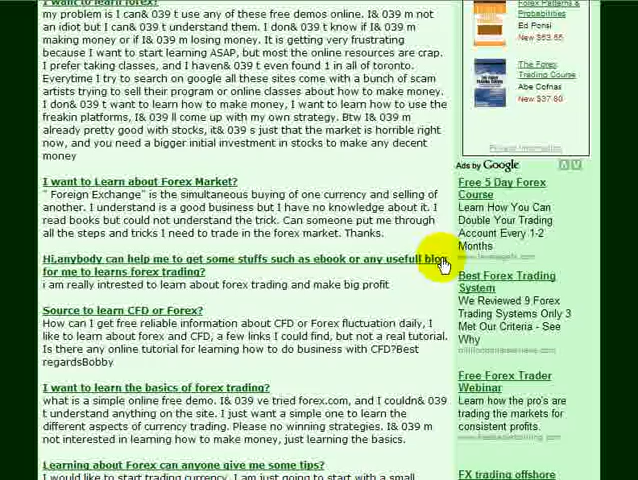 I want to learn forex?
my problem is I can& 039 t use any of these free demos online. I& 039 m not
an idiot but I can& 039 t understand them. I don& 039 t know if I& 039 m
making money or if I& 039 m losing money. It is getting very frustrating
because I want to start learning ASAP, but most the online resources are crap.
I prefer taking classes, and I haven& 039 t even found 1 in all of toronto.
Everytime I try to search on google all these sites come with a bunch of scam
artists trying to sell their program or online classes about how to make money.
I don& 039 t want to learn how to make money, I want to learn how to use the
freakin platforms, I& 039 ll come up with my own strategy. Btw I& 039 m
already pretty good with stocks, it& 039 s just that the market is horrible right
now, and you need a bigger initial investment in stocks to make any decent
money
I want to Learn about Forex Market?
" Foreign Exchange" is the simultaneous buying of one currency and selling of
another. I understand is a good business but I have no knowledge about it. I
read books but could not understand the trick. Can someone put me through
all the steps and tricks I need to trade in the forex market. Thanks.
Hi,anybody can help me to get some stuffs such as ebook or any usefull blog
for me to learns forex trading?
i am really intrested to learn about forex trading and make big profit
Source to learn CFD or Forex?
How can I get free reliable information about CFD or Forex fluctuation daily, I
like to learn about forex and CFD, a few links I could find, but not a real tutorial.
Is there any online tutorial for learning how to do business with CFD?Best
regardsBobby
I want to learn the basics of forex trading?
what is a simple online free demo. I& 039 ve tried forex.com, and I couldn& 039
t understand anything on the site. I just want a simple one to learn the
different aspects of currency trading. Please no winning strategies. I& 039 m
not interested in learning how to make money, just learning the basics.
Learning about Forex can anyone give me some tips?
I would like to start trading currency. I am just going to start with a small
Forex Patterns &
Probabilities
Ed Ponsi
New $53.55
The Forex
Trading Course
Abe Cofnas
New $37.80
Privacy Information
Ads by Google
Free 5 Day Forex
Course
Learn How You Can
Double Your Trading
Account Every 1-2
Months
Best Forex Trading
System
We Reviewed 9 Forex
Trading Systems Only 3
Met Our Criteria - See
Why
Free Forex Trader
Webinar
Learn how the pro's are
trading the markets for
consistent profits.
FX trading offshore